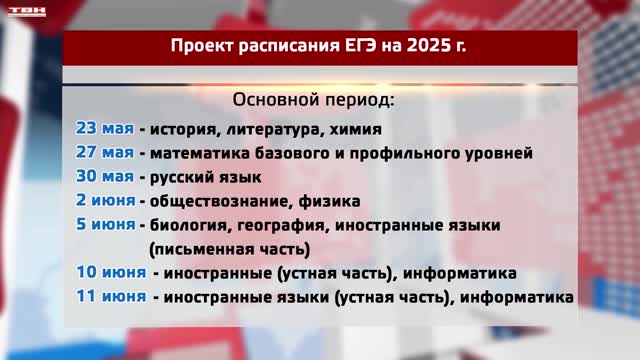 ТВН
Проект расписания ЕГЭ на 2025 г.
Основной период:
23 мая - история, литература, химия
27 мая - математика базового и профильного уровней
30 мая - русский язык
2 июня - обществознание, физика
5 июня - биология, география, иностранные языки
(письменная часть)
10 июня - иностранные (устная часть), информатика
11 июня - иностранные языки (устная часть), информатика